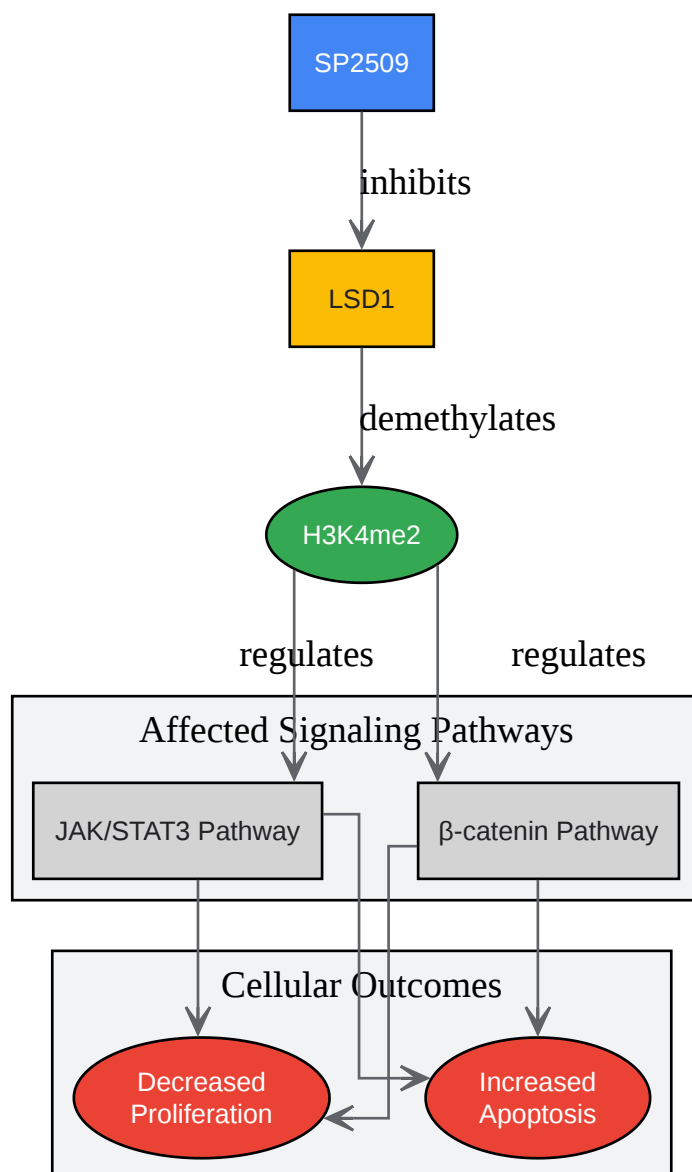 SP2509
inhibits
LSD1
demethylates
H3K4me2
regulates
regulates
Affected Signaling Pathways
JAK/STAT3 Pathway
β-catenin Pathway
Cellular Outcomes
Decreased
Proliferation
Increased
Apoptosis